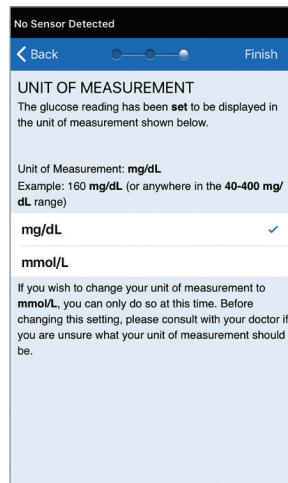 No Sensor Detected
Back
Finish
UNIT OF MEASUREMENT
The glucose reading has been set to be displayed in
the unit of measurement shown below.
Unit of Measurement: mg/dL
Example: 160 mg/dL (or anywhere in the 40-400 mg/
dL range)
mg/dL
mmol/L
If you wish to change your unit of measurement to
mmol/L, you can only do so at this time. Before
changing this setting, please consult with your doctor if
you are unsure what your unit of measurement should
be.